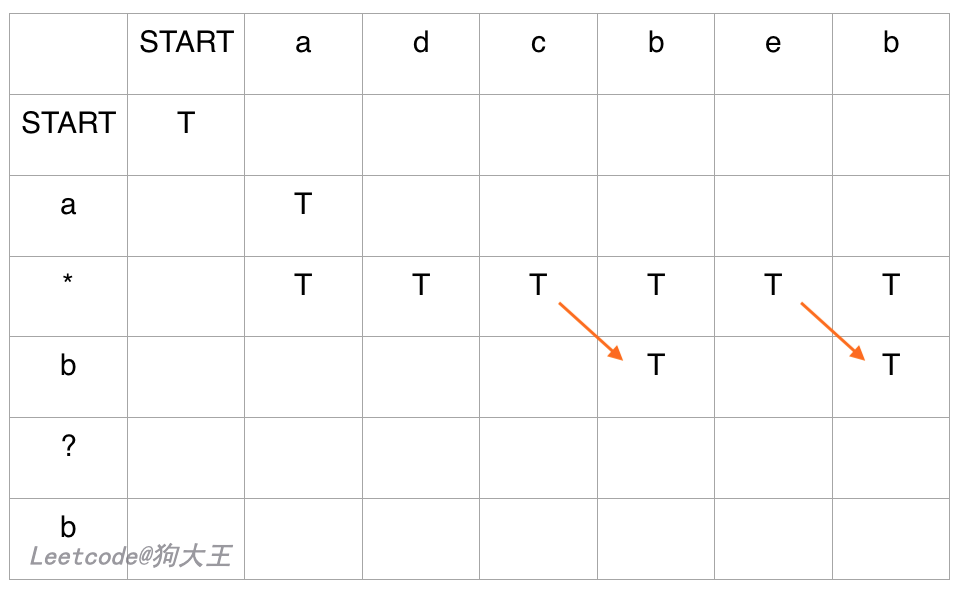 START a d c b e b
START T
a T
* T T T T T T
b T T
?
b
Leetcode@狗大王